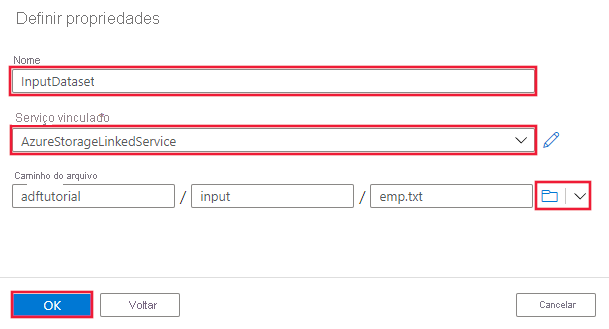 Definir propriedades
Nome
InputDataset
Serviço vinculado*
AzureStorageLinkedService
Caminho do arquivo
adftutorial / input / emp.txt
OK Voltar Cancelar